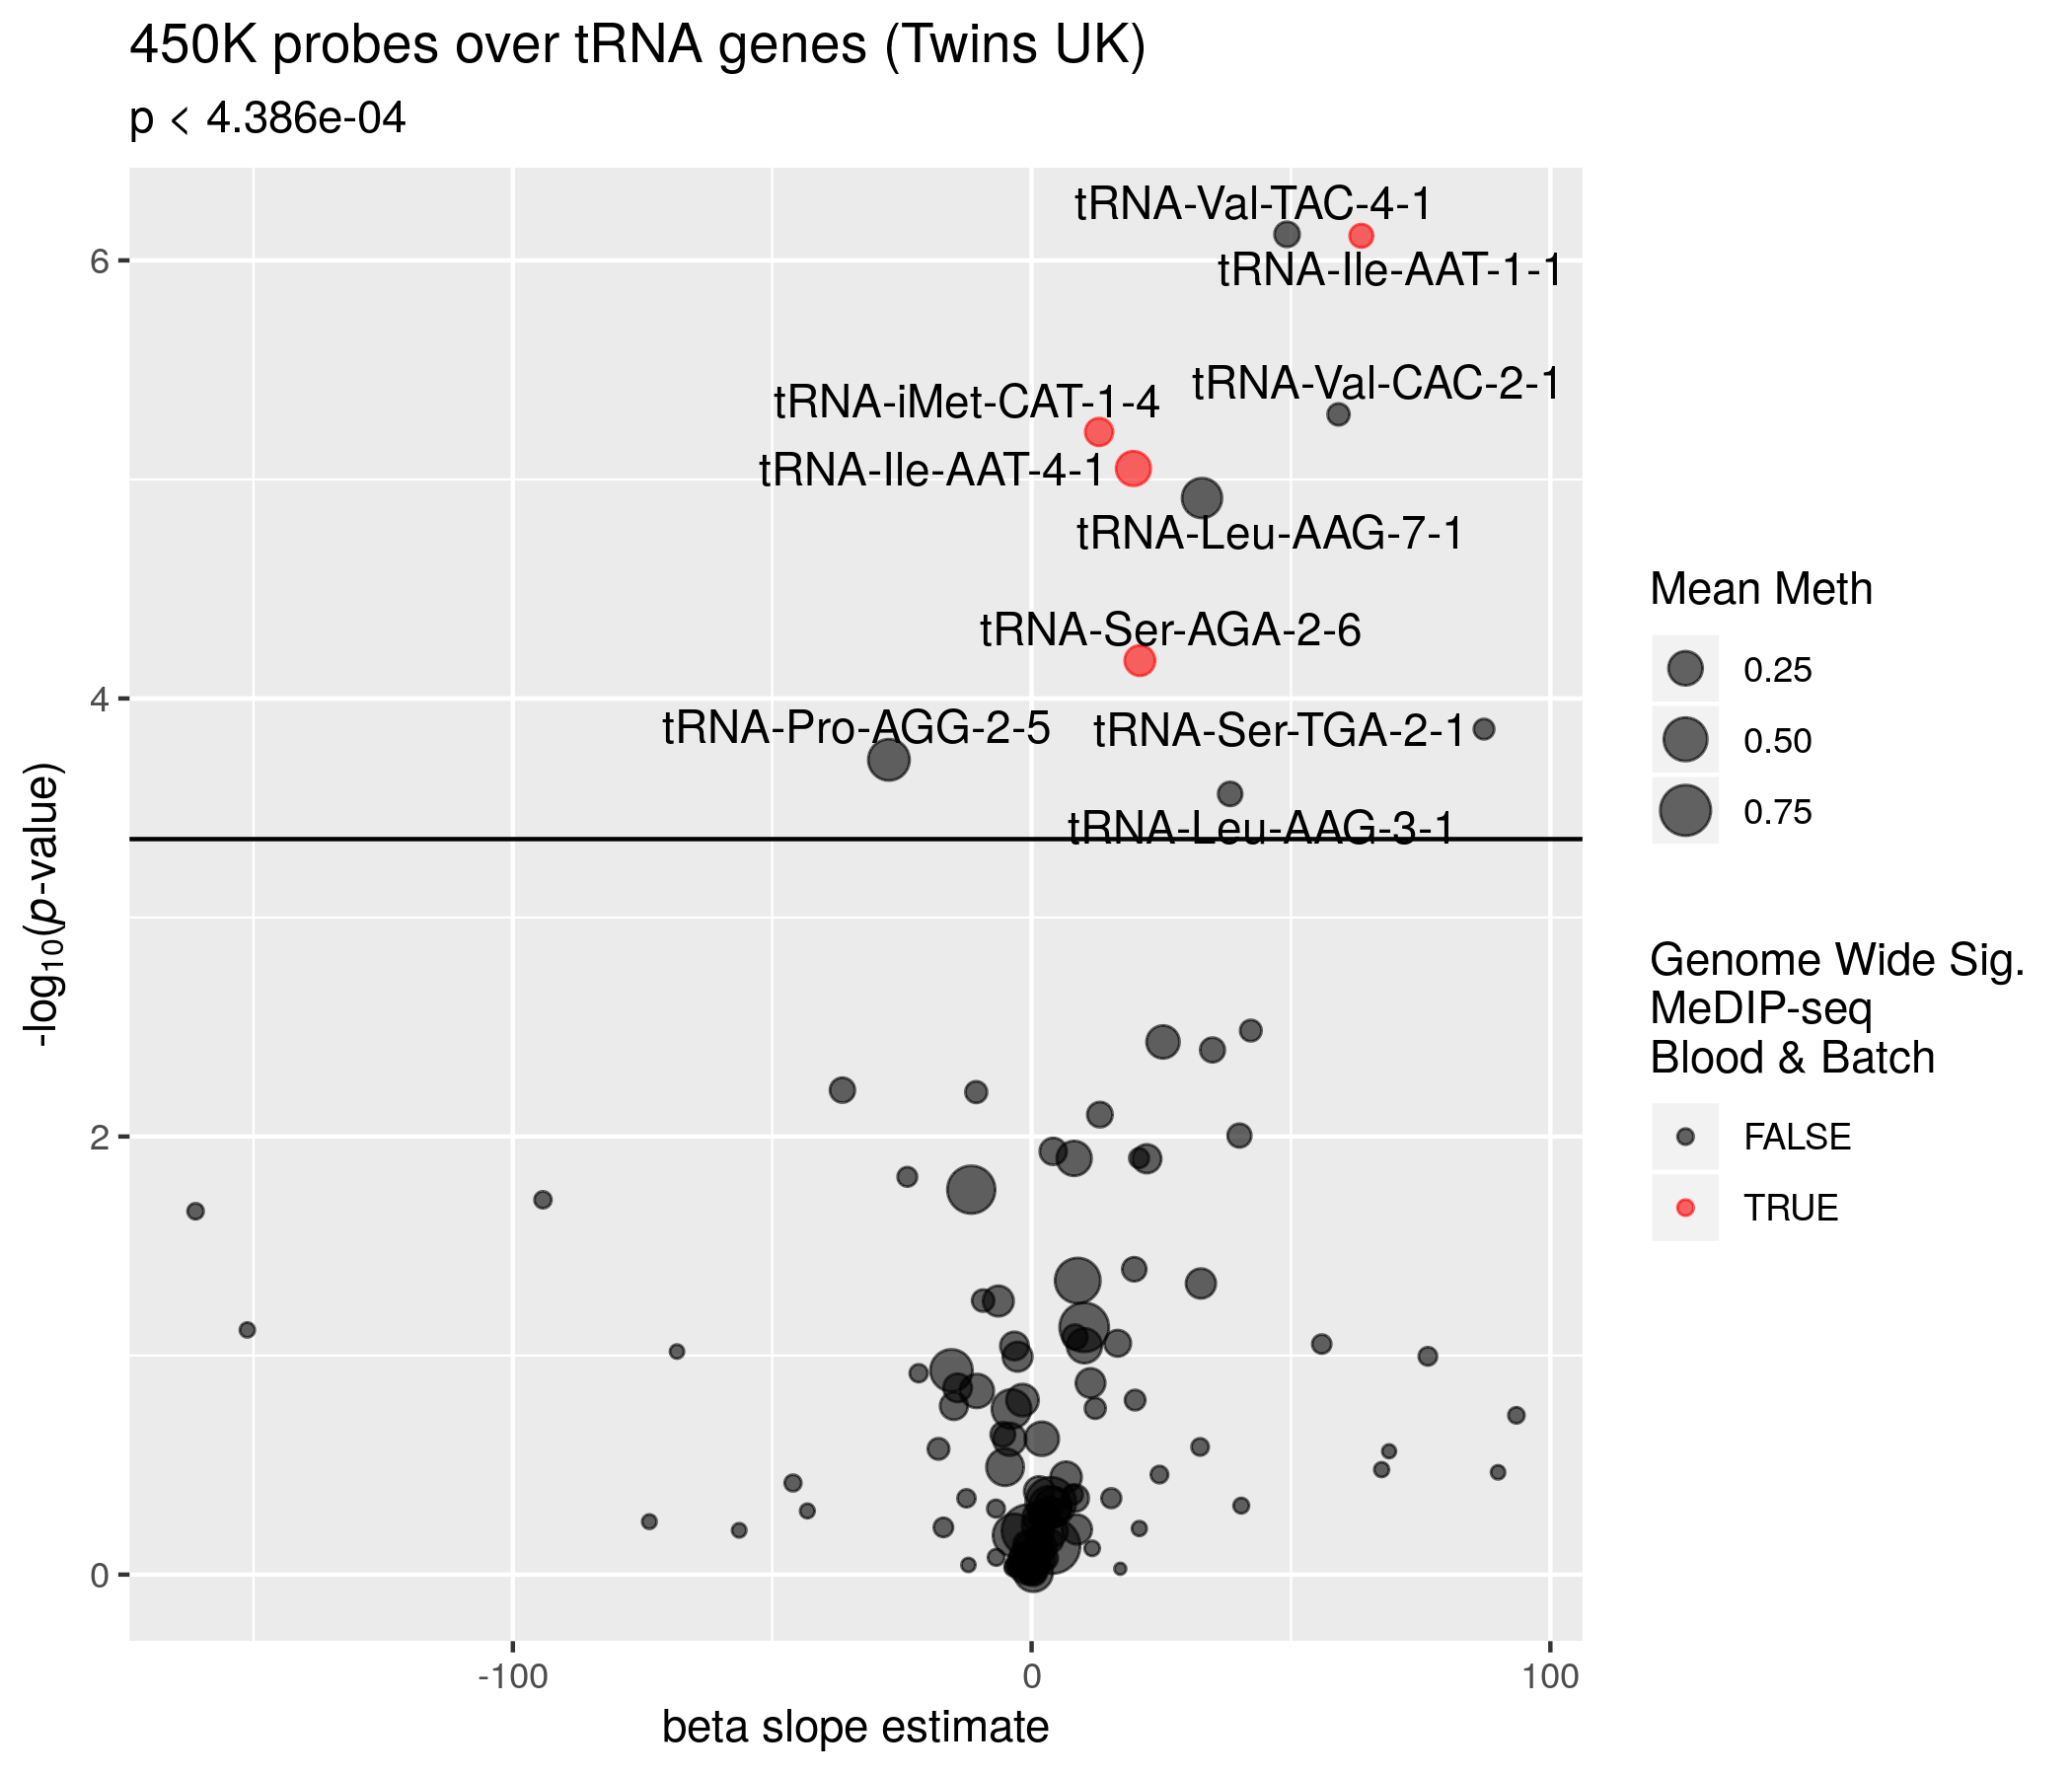 450K probes over tRNA genes (Twins UK)
p < 4.386e-04
tRNA-Val-TAC-4-1
6
tRNA-Ile-AAT-1-1
tRNA-Val-CAC-2-1
tRNA-iMet-CAT-1-4
tRNA-Ile-AAT-4-1
tRNA-Leu-AAG-7-1
tRNA-Ser-AGA-2-6
4
tRNA-Pro-AGG-2-5
tRNA-Ser-TGA-2-1
tRNA-Leu-AAG-3-1
2
0
-log10(p-value)
-100
0
100
beta slope estimate
Mean Meth
0.25
0.50
0.75
Genome Wide Sig.
MeDIP-seq
Blood & Batch
FALSE
TRUE